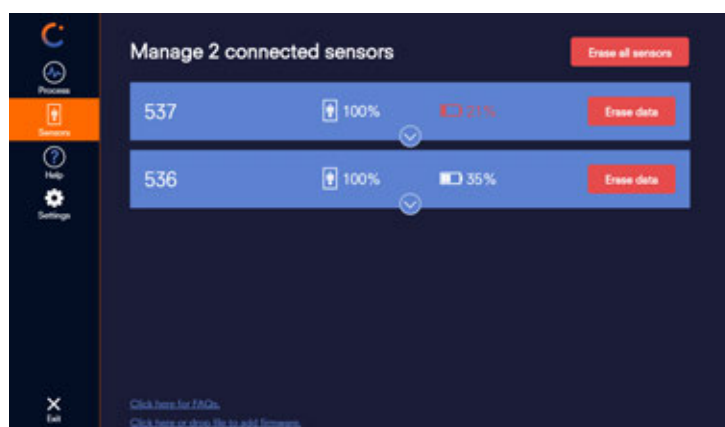 Manage 2 connected sensors
Erase all sensors
Process
Sensors
Help
Settings
Exit
537 100% 21% Erase data
536 100% 35% Erase data
Click here for FAQs.
Click here or drop file to add firmware.